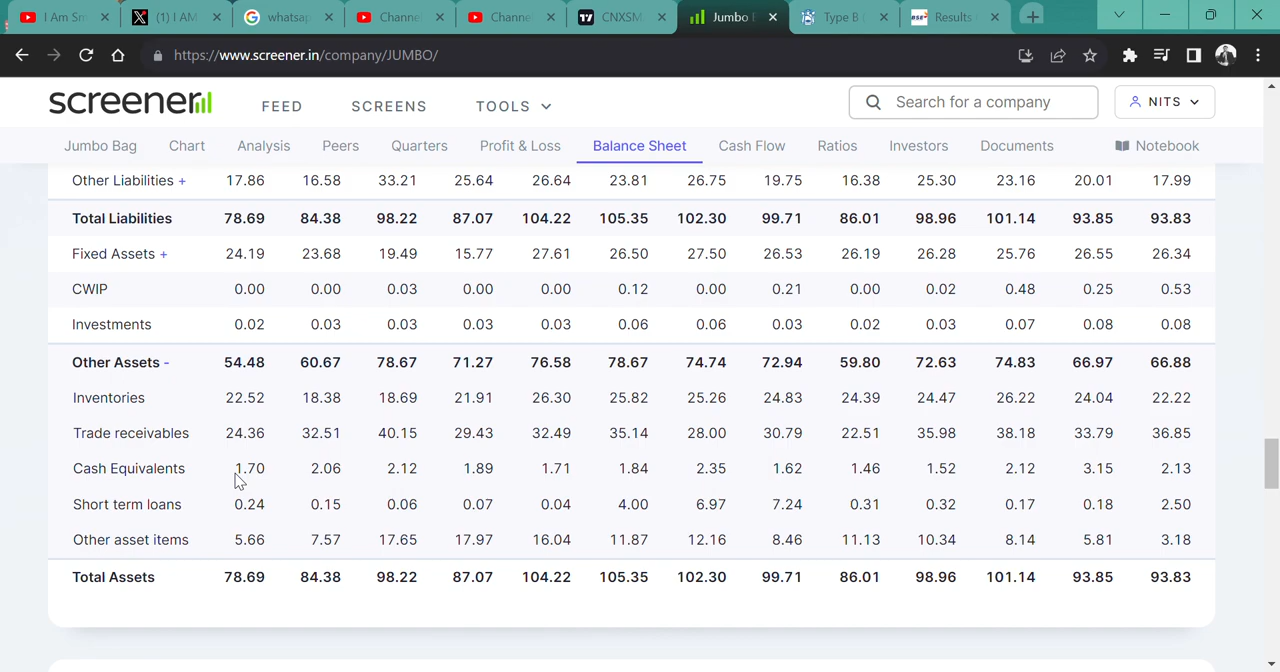 I Am Sm
(1) I AM
whatsap
Channe
Channe
CNXSM
Jumbo
Type B
Results
https://www.screener.in/company/JUMBO/
screener
FEED SCREENS TOOLS
Search for a company
NITS
Jumbo Bag Chart Analysis Peers Quarters Profit & Loss Balance Sheet Cash Flow Ratios Investors Documents Notebook
Other Liabilities + 17.86 16.58 33.21 25.64 26.64 23.81 26.75 19.75 16.38 25.30 23.16 20.01 17.99
Total Liabilities 78.69 84.38 98.22 87.07 104.22 105.35 102.30 99.71 86.01 98.96 101.14 93.85 93.83
Fixed Assets + 24.19 23.68 19.49 15.77 27.61 26.50 27.50 26.53 26.19 26.28 25.76 26.55 26.34
CWIP 0.00 0.00 0.03 0.00 0.00 0.12 0.00 0.21 0.00 0.02 0.48 0.25 0.53
Investments 0.02 0.03 0.03 0.03 0.03 0.06 0.06 0.03 0.02 0.03 0.07 0.08 0.08
Other Assets - 54.48 60.67 78.67 71.27 76.58 78.67 74.74 72.94 59.80 72.63 74.83 66.97 66.88
Inventories 22.52 18.38 18.69 21.91 26.30 25.82 25.26 24.83 24.39 24.47 26.22 24.04 22.22
Trade receivables 24.36 32.51 40.15 29.43 32.49 35.14 28.00 30.79 22.51 35.98 38.18 33.79 36.85
Cash Equivalents 1.70 2.06 2.12 1.89 1.71 1.84 2.35 1.62 1.46 1.52 2.12 3.15 2.13
Short term loans 0.24 0.15 0.06 0.07 0.04 4.00 6.97 7.24 0.31 0.32 0.17 0.18 2.50
Other asset items 5.66 7.57 17.65 17.97 16.04 11.87 12.16 8.46 11.13 10.34 8.14 5.81 3.18
Total Assets 78.69 84.38 98.22 87.07 104.22 105.35 102.30 99.71 86.01 98.96 101.14 93.85 93.83